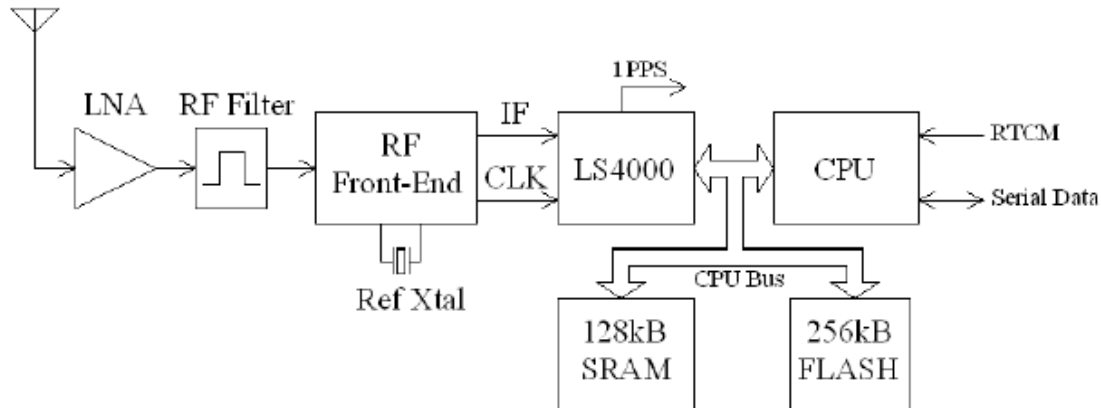 1PPS
LNA
RF Filter
RF
Front-End
IF
CLK
LS4000
CPU
RTCM
Serial Data
Ref Xtal
CPU Bus
128kB
SRAM
256kB
FLASH